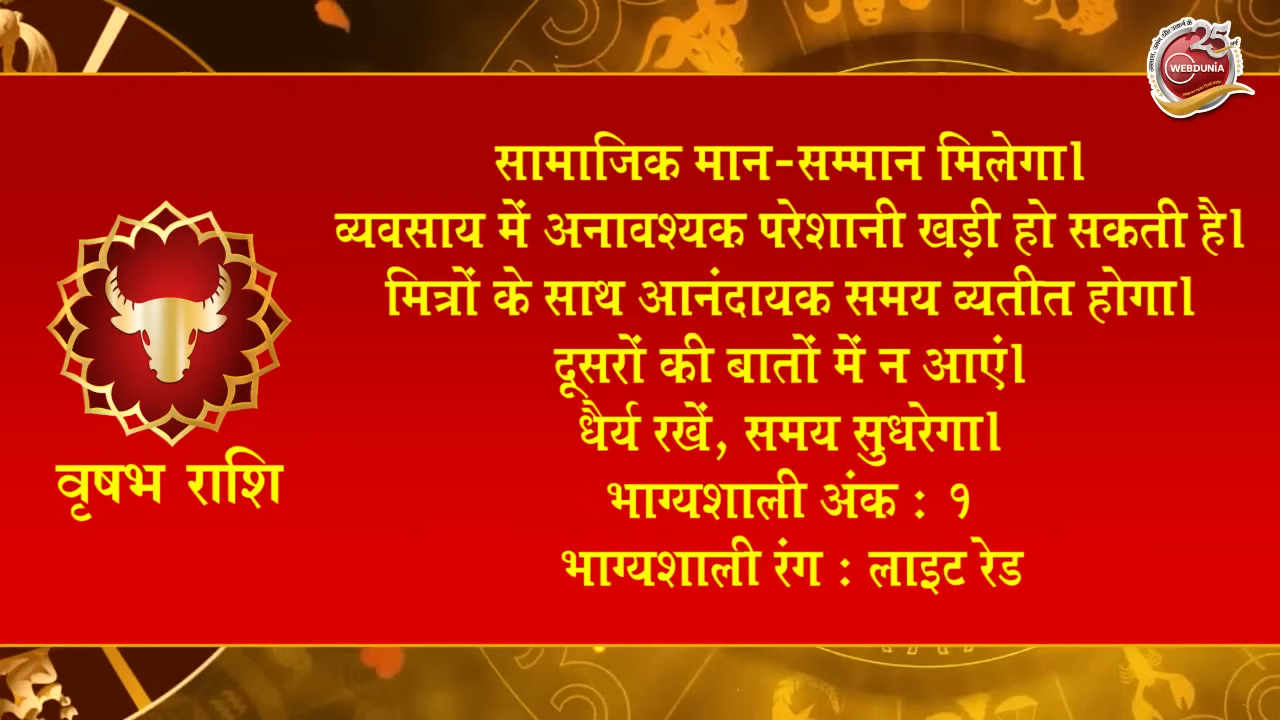 25
WEBDUNIA
सामाजिक मान-सम्मान मिलेगा।
व्यवसाय में अनावश्यक परेशानी खड़ी हो सकती है।
मित्रों के साथ आनंदायक समय व्यतीत होगा।
दूसरों की बातों में न आएं।
धैर्य रखें, समय सुधरेगा।
भाग्यशाली अंक : १
भाग्यशाली रंग : लाइट रेड
वृषभ राशि